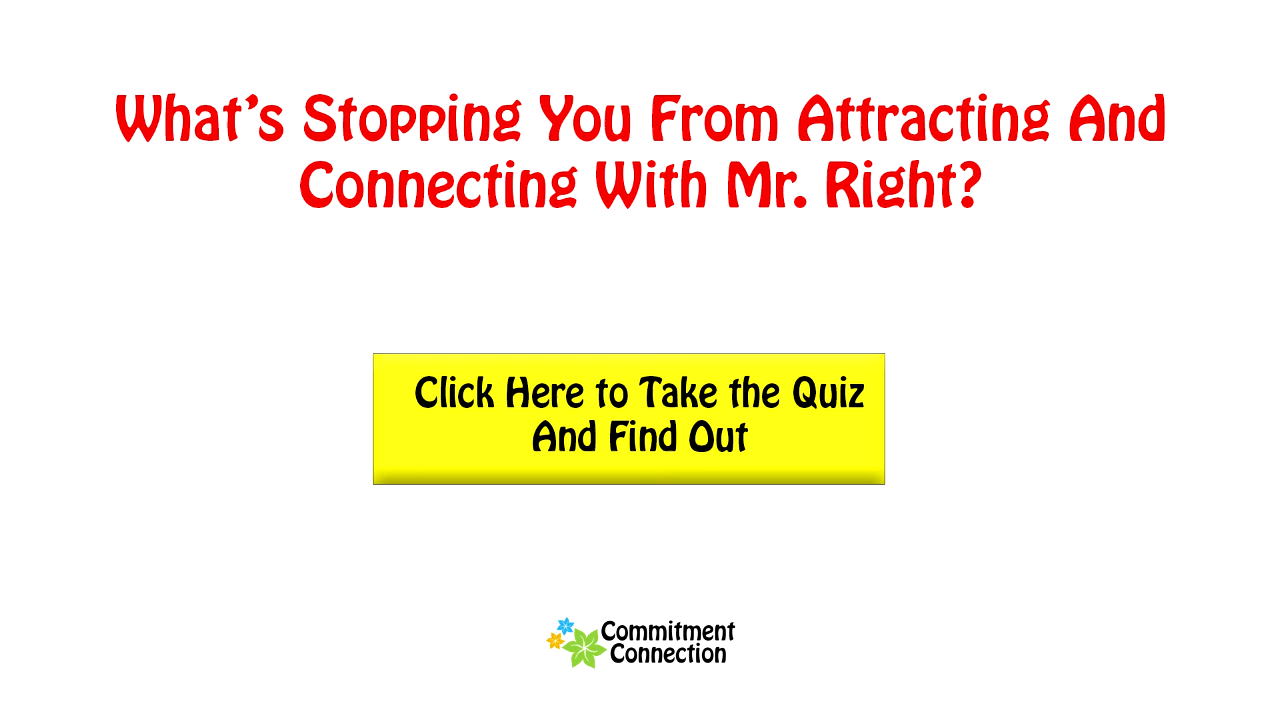 What's Stopping You From Attracting And
Connecting With Mr. Right?
Click Here to Take the Quiz
And Find Out
Commitment
Connection